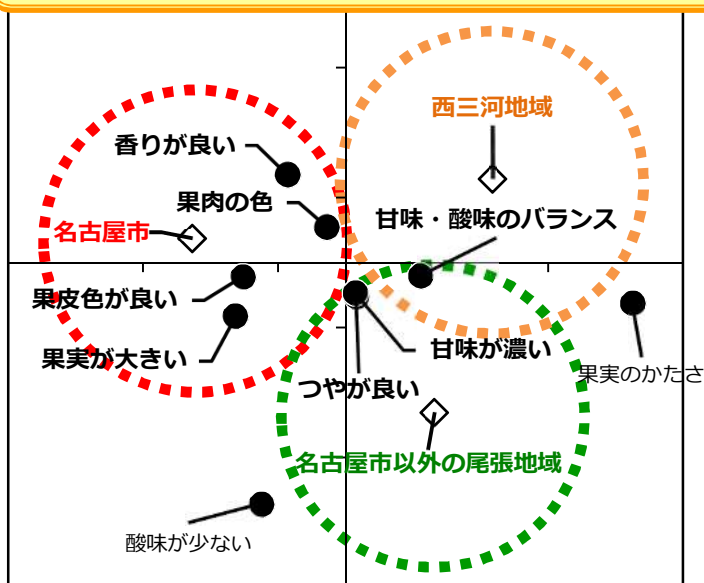 西三河地域
香りが良い
果肉の色
甘味・酸味のバランス
名古屋市
果皮色が良い
果実が大きい
甘味が濃い
果実のかたさ
つやが良い
名古屋市以外の尾張地域
酸味が少ない